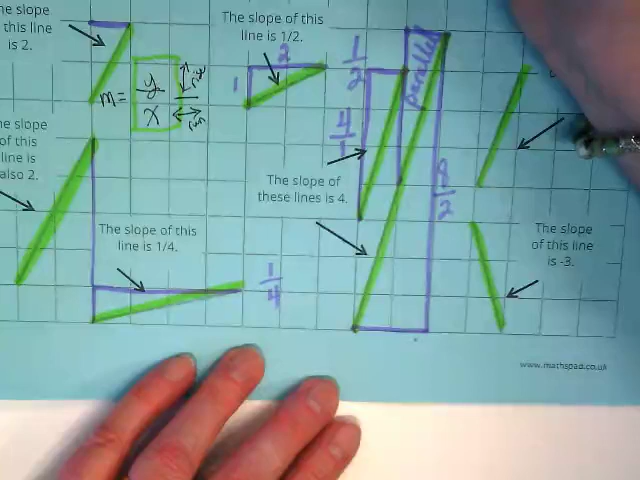 slope of this
line
is 2.
m = y
x
rise
run
The slope of this
line is 1/2.
2
1
1
2
parallel
4
1
8
2
he slope
of this
line is
also 2.
The slope of
these lines is 4.
The slope of this
line is 1/4.
1
4
The slope
of this line
is -3.
www.mathspad.co.uk